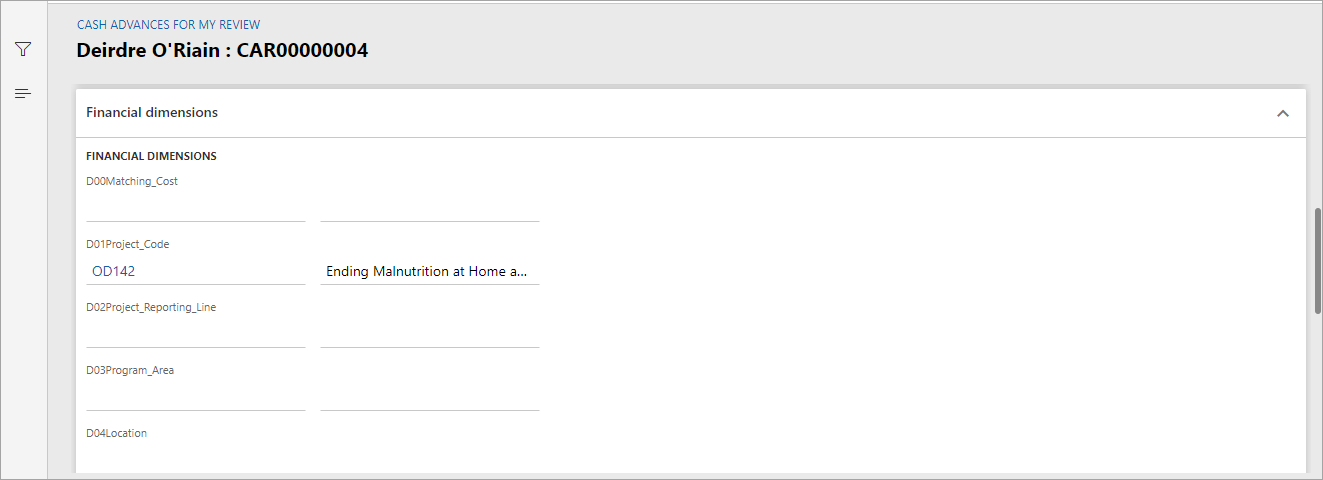 CASH ADVANCES FOR MY REVIEW
Deirdre O'Riain : CAR00000004
Financial dimensions
FINANCIAL DIMENSIONS
D00Matching_Cost
D01Project_Code
OD142 Ending Malnutrition at Home a...
D02Project_Reporting_Line
D03Program_Area
D04Location